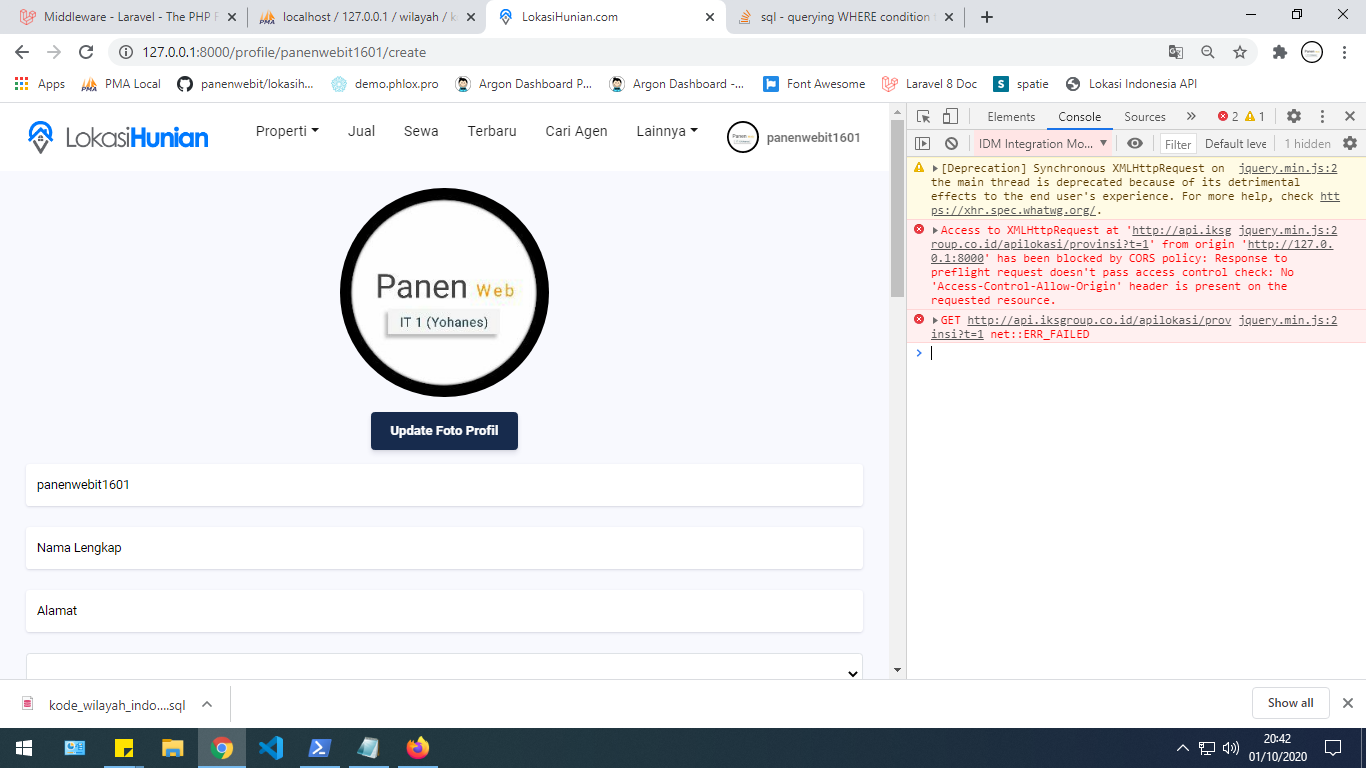 Middleware - Laravel - The PHP F
localhost / 127.0.0.1 / wilayah / k
LokasiHunian.com
sql - querying WHERE condition
127.0.0.1:8000/profile/panenwebit1601/create
Apps
PMA Local
panenwebit/lokasih...
demo.phlox.pro
Argon Dashboard P...
Argon Dashboard -...
Font Awesome
Laravel 8 Doc
spatie
Lokasi Indonesia API
LokasiHunian
Properti
Jual
Sewa
Terbaru
Cari Agen
Lainnya
panenwebit1601
Panen Web
IT 1 (Yohanes)
Update Foto Profil
panenwebit1601
Nama Lengkap
Alamat
Elements
Console
Sources
2
1
IDM Integration Mo...
Filter
Default leve
1 hidden
[Deprecation] Synchronous XMLHttpRequest on jquery.min.js:2
the main thread is deprecated because of its detrimental
effects to the end user's experience. For more help, check htt
ps://xhr.spec.whatwg.org/.
Access to XMLHttpRequest at 'http://api.iksg jquery.min.js:2
roup.co.id/apilokasi/provinsi?t=1' from origin 'http://127.0.
0.1:8000' has been blocked by CORS policy: Response to
preflight request doesn't pass access control check: No
'Access-Control-Allow-Origin' header is present on the
requested resource.
GET http://api.iksgroup.co.id/apilokasi/prov jquery.min.js:2
insi?t=1 net::ERR_FAILED
kode_wilayah_indo....sql
Show all
20:42
01/10/2020